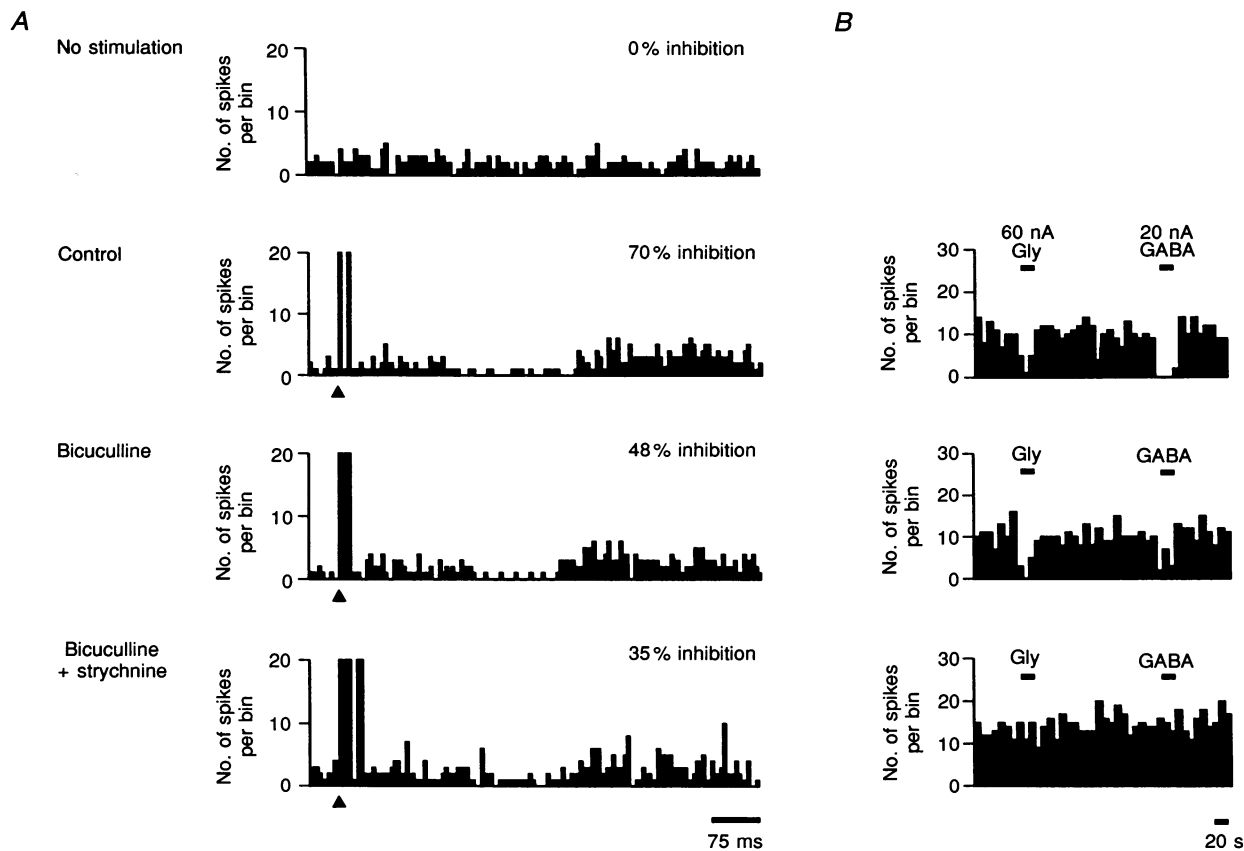 A
B
No stimulation
No. of spikes
per bin
20
10
0
0% inhibition
Control
No. of spikes
per bin
20
10
0
70% inhibition
No. of spikes
per bin
30
20
10
0
60 nA
Gly
20 nA
GABA
Bicuculline
No. of spikes
per bin
20
10
0
48% inhibition
No. of spikes
per bin
30
20
10
0
Gly
GABA
Bicuculline
+ strychnine
No. of spikes
per bin
20
10
0
35% inhibition
75 ms
No. of spikes
per bin
30
20
10
0
Gly
GABA
20 s